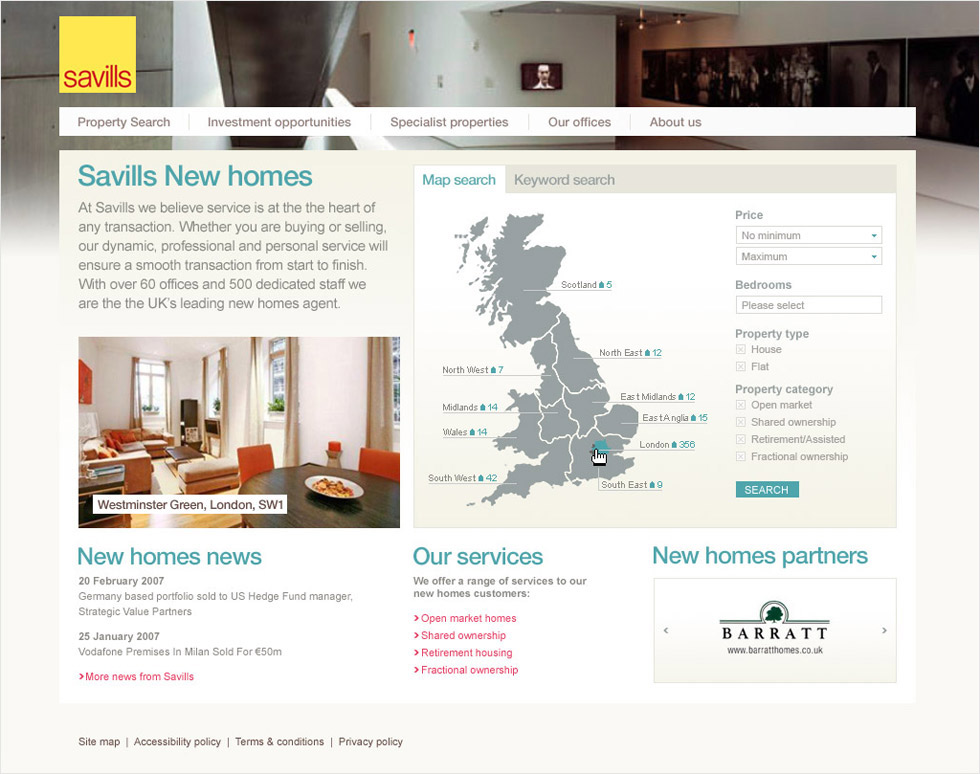 savills
Property Search
Investment opportunities
Specialist properties
Our offices
About us
Savills New homes
At Savills we believe service is at the the heart of
any transaction. Whether you are buying or selling,
our dynamic, professional and personal service will
ensure a smooth transaction from start to finish.
With over 60 offices and 500 dedicated staff we
are the the UK's leading new homes agent.
Westminster Green, London, SW1
Map search
Keyword search
Scotland 5
North East 12
North West 7
East Midlands 12
Midlands 14
East Anglia 15
Wales 14
London 356
South West 42
South East 9
Price
No minimum
Maximum
Bedrooms
Please select
Property type
House
Flat
Property category
Open market
Shared ownership
Retirement/Assisted
Fractional ownership
SEARCH
New homes news
20 February 2007
Germany based portfolio sold to US Hedge Fund manager,
Strategic Value Partners
25 January 2007
Vodafone Premises In Milan Sold For €50m
More news from Savills
Our services
We offer a range of services to our
new homes customers:
Open market homes
Shared ownership
Retirement housing
Fractional ownership
New homes partners
BARRATT
www.barratthomes.co.uk
Site map | Accessibility policy | Terms & conditions | Privacy policy